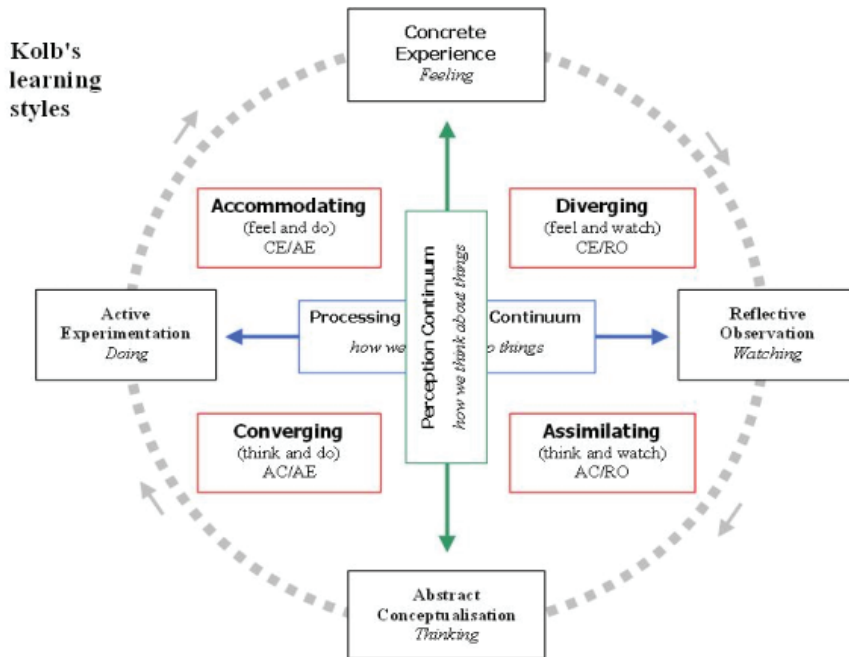 Kolb's
learning
styles
Concrete
Experience
Feeling
Accommodating
(feel and do)
CE/AE
Diverging
(feel and watch)
CE/RO
Active
Experimentation
Doing
Processing Continuum
how we o things
Perception Continuum
how we think about things
Reflective
Observation
Watching
Converging
(think and do)
AC/AE
Assimilating
(think and watch)
AC/RO
Abstract
Conceptualisation
Thinking